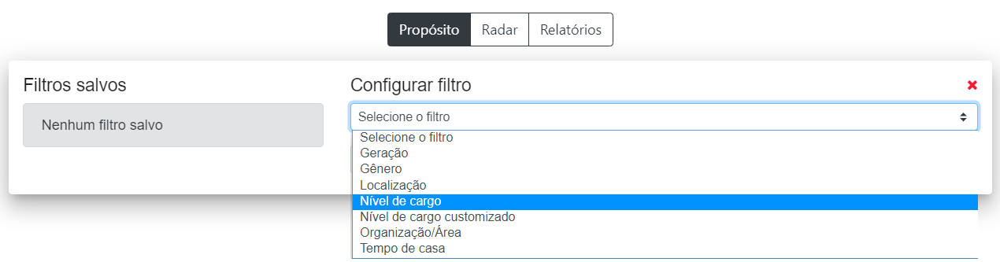 Propósito Radar Relatórios
Filtros salvos
Nenhum filtro salvo
Configurar filtro
Selecione o filtro
Selecione o filtro
Geração
Gênero
Localização
Nível de cargo
Nível de cargo customizado
Organização/Área
Tempo de casa